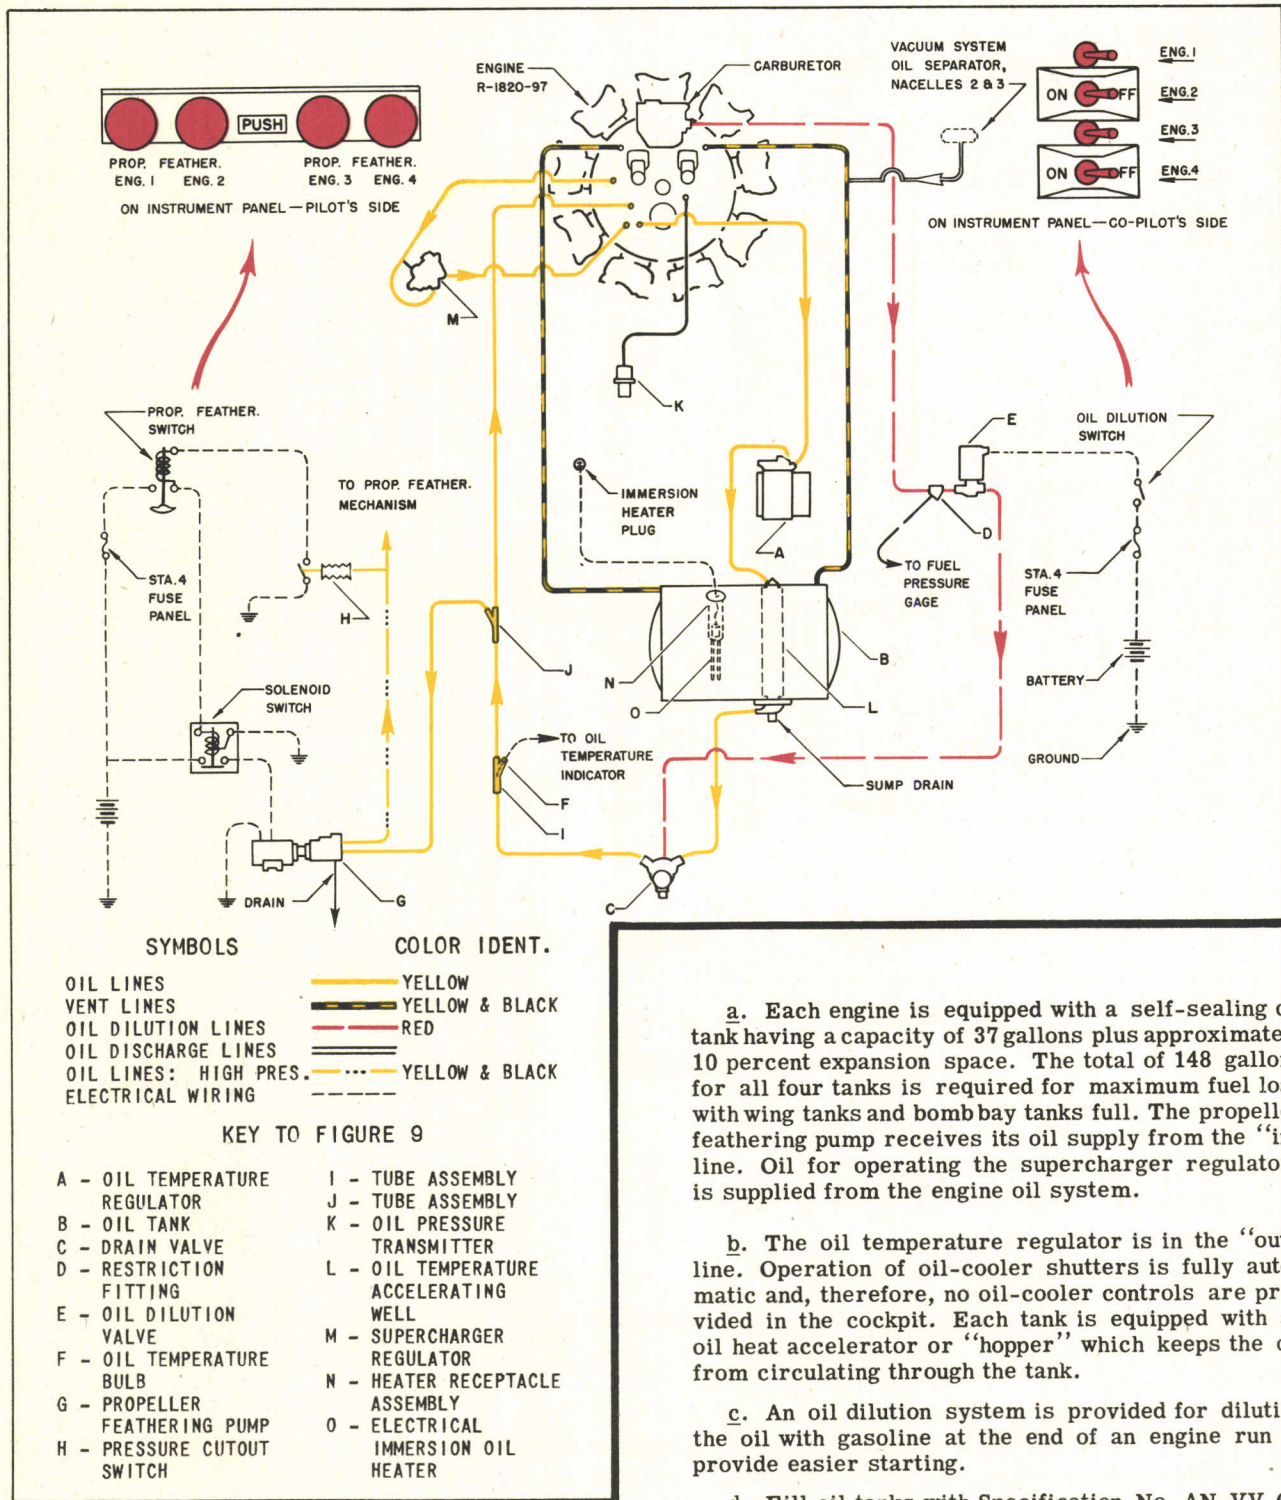 ENGINE
R-1820-97
CARBURETOR
VACUUM SYSTEM
OIL SEPARATOR,
NACELLES 2 & 3
ENG. 1
ON OFF ENG.2
ENG.3
ON OFF ENG.4
ON INSTRUMENT PANEL—CO-PILOT'S SIDE
PUSH
PROP. FEATHER. PROP. FEATHER.
ENG. 1 ENG. 2 ENG. 3 ENG. 4
ON INSTRUMENT PANEL—PILOT'S SIDE
M
K
PROP. FEATHER.
SWITCH
TO PROP. FEATHER.
MECHANISM
IMMERSION
HEATER
PLUG
A
E
OIL DILUTION
SWITCH
D
TO FUEL
PRESSURE
GAGE
STA. 4
FUSE
PANEL
STA. 4
FUSE
PANEL
H
J
N
O
B
L
BATTERY
SOLENOID
SWITCH
TO OIL
TEMPERATURE
INDICATOR
F
I
GROUND
SUMP DRAIN
DRAIN
G
C
SYMBOLS COLOR IDENT.
OIL LINES YELLOW
VENT LINES YELLOW & BLACK
OIL DILUTION LINES RED
OIL DISCHARGE LINES
OIL LINES: HIGH PRES. YELLOW & BLACK
ELECTRICAL WIRING
KEY TO FIGURE 9
A - OIL TEMPERATURE
REGULATOR
B - OIL TANK
C - DRAIN VALVE
D - RESTRICTION
FITTING
E - OIL DILUTION
VALVE
F - OIL TEMPERATURE
BULB
G - PROPELLER
FEATHERING PUMP
H - PRESSURE CUTOUT
SWITCH
I - TUBE ASSEMBLY
J - TUBE ASSEMBLY
K - OIL PRESSURE
TRANSMITTER
L - OIL TEMPERATURE
ACCELERATING
WELL
M - SUPERCHARGER
REGULATOR
N - HEATER RECEPTACLE
ASSEMBLY
O - ELECTRICAL
IMMERSION OIL
HEATER
a. Each engine is equipped with a self-sealing
tank having a capacity of 37 gallons plus approximate
10 percent expansion space. The total of 148 gallo
for all four tanks is required for maximum fuel lo
with wing tanks and bomb bay tanks full. The propell
feathering pump receives its oil supply from the "i
line. Oil for operating the supercharger regulato
is supplied from the engine oil system.
b. The oil temperature regulator is in the "ou
line. Operation of oil-cooler shutters is fully aut
matic and, therefore, no oil-cooler controls are pr
vided in the cockpit. Each tank is equipped with
oil heat accelerator or "hopper" which keeps the
from circulating through the tank.
c. An oil dilution system is provided for diluti
the oil with gasoline at the end of an engine run
provide easier starting.
d. Fill oil tanks with Specification No. AN-VV-